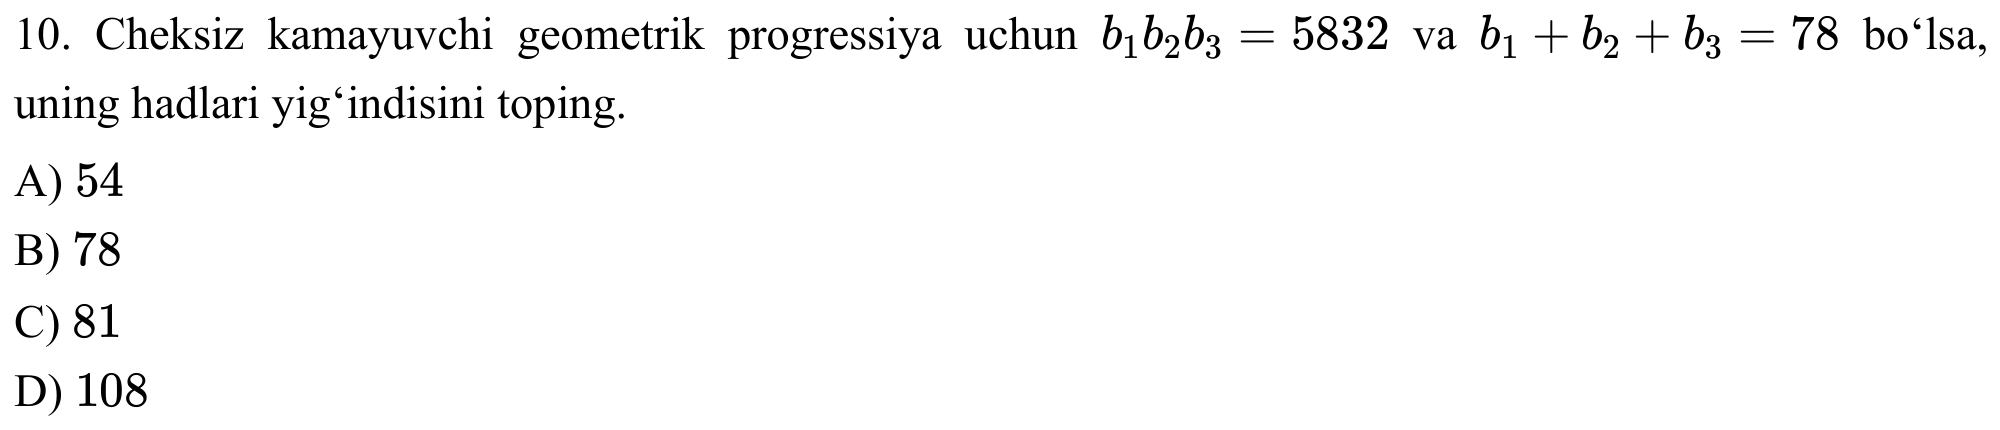 10. Cheksiz kamayuvchi geometrik progressiya uchun b₁b₂b₃ = 5832 va b₁ + b₂ + b₃ = 78 bo‘lsa,
uning hadlari yig‘indisini toping.
A) 54
B) 78
C) 81
D) 108